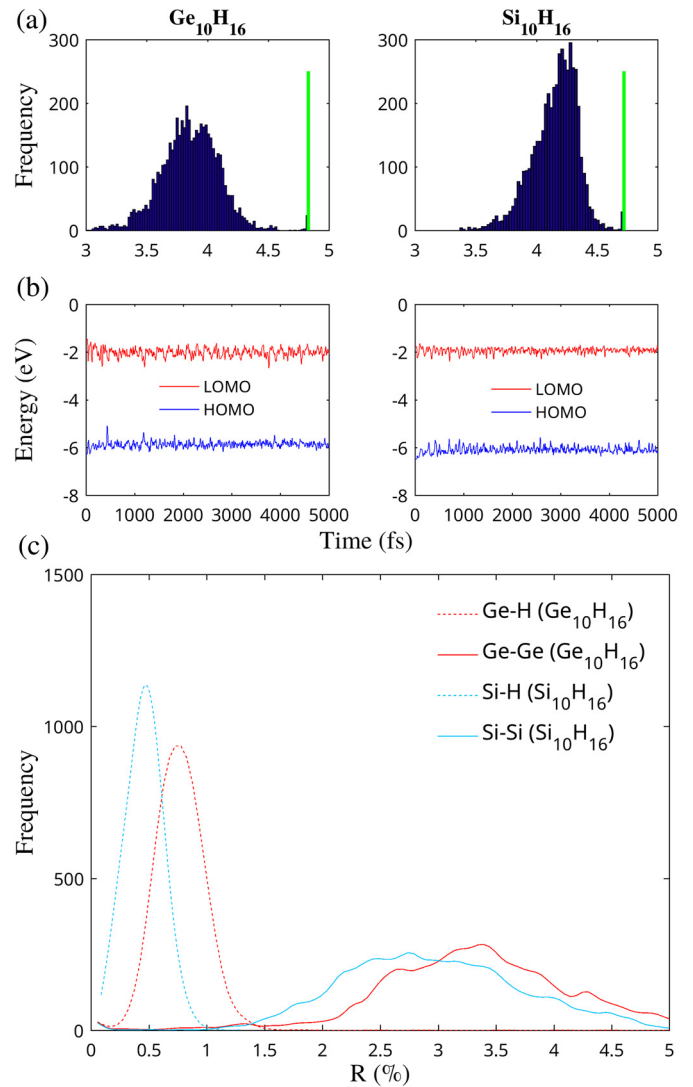 (a)
Ge10H16
Si10H16
Frequency
300
200
100
0
3 3.5 4 4.5 5
300
200
100
0
3 3.5 4 4.5 5
(b)
Energy (eV)
0
-2
-4
-6
-8
LOMO
HOMO
0 1000 2000 3000 4000 5000
0
-2
-4
-6
-8
LOMO
HOMO
0 1000 2000 3000 4000 5000
Time (fs)
(c)
Frequency
1500
1000
500
0
Ge-H (Ge10H16)
Ge-Ge (Ge10H16)
Si-H (Si10H16)
Si-Si (Si10H16)
0 0.5 1 1.5 2 2.5 3 3.5 4 4.5 5
R (%)